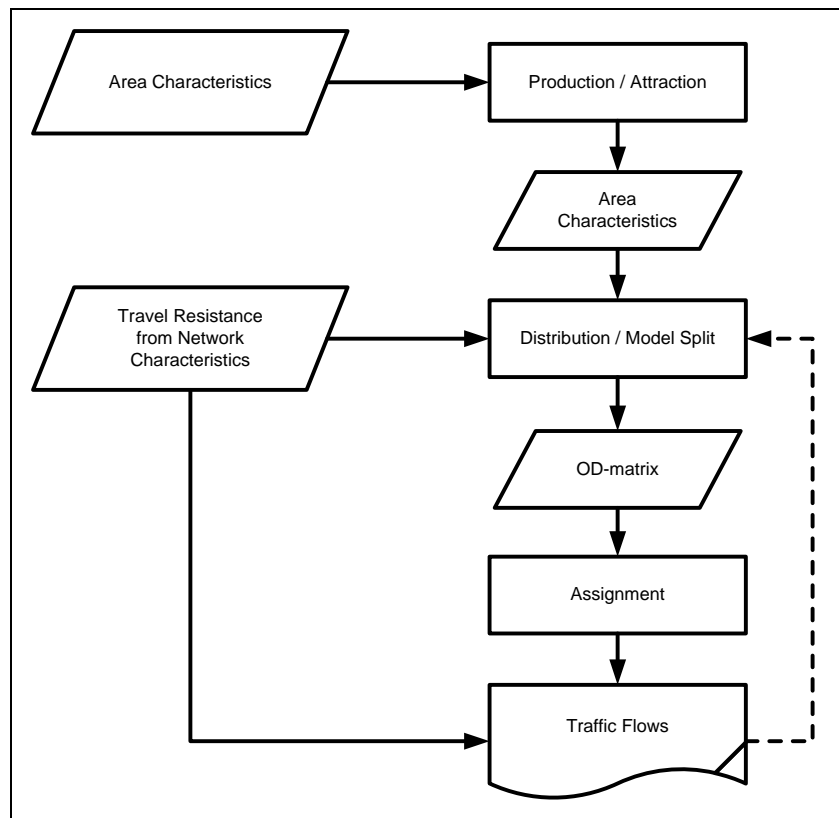 Area Characteristics
Production / Attraction
Area
Characteristics
Travel Resistance
from Network
Characteristics
Distribution / Model Split
OD-matrix
Assignment
Traffic Flows